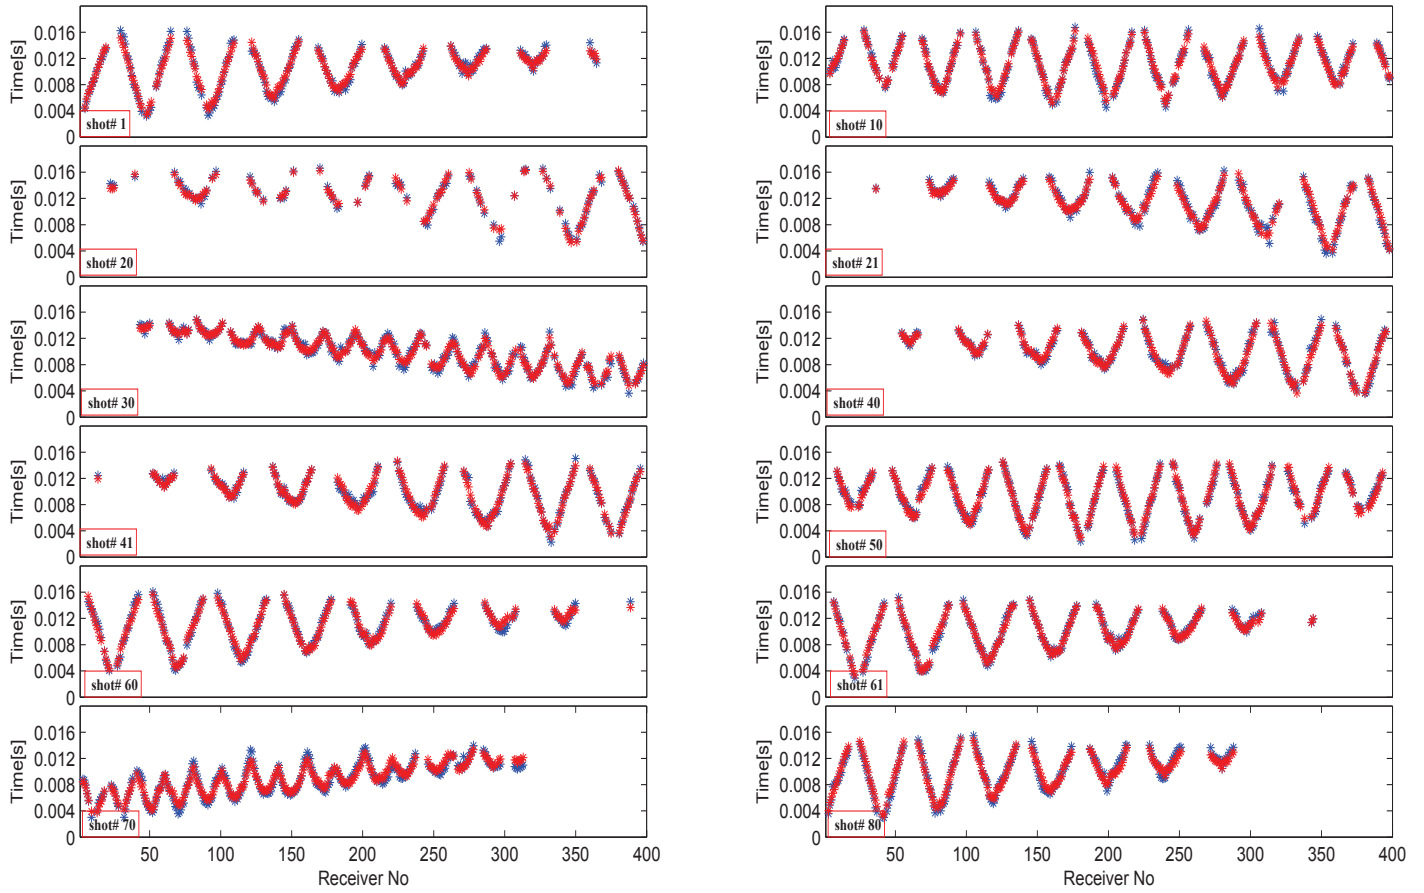 Time[s] 0.016 0.012 0.008 0.004 0 shot# 1
Time[s] 0.016 0.012 0.008 0.004 0 shot# 10
Time[s] 0.016 0.012 0.008 0.004 0 shot# 20
Time[s] 0.016 0.012 0.008 0.004 0 shot# 21
Time[s] 0.016 0.012 0.008 0.004 0 shot# 30
Time[s] 0.016 0.012 0.008 0.004 0 shot# 40
Time[s] 0.016 0.012 0.008 0.004 0 shot# 41
Time[s] 0.016 0.012 0.008 0.004 0 shot# 50
Time[s] 0.016 0.012 0.008 0.004 0 shot# 60
Time[s] 0.016 0.012 0.008 0.004 0 shot# 61
Time[s] 0.016 0.012 0.008 0.004 0 shot# 70
Time[s] 0.016 0.012 0.008 0.004 0 shot# 80
50 100 150 200 250 300 350 400
Receiver No
50 100 150 200 250 300 350 400
Receiver No